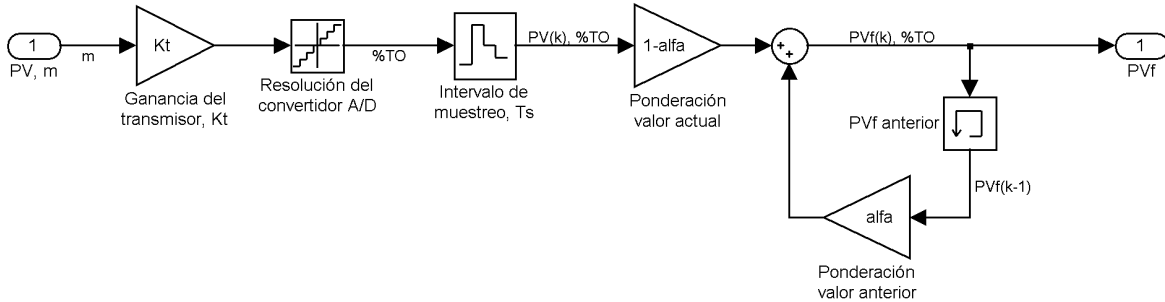 1
PV, m
m
Kt
Ganancia del
transmisor, Kt
Resolución del
convertidor A/D
%TO
Intervalo de
muestreo, Ts
PV(k), %TO
1-alfa
Ponderación
valor actual
+
+
PVf(k), %TO
1
PVf
PVf anterior
PVf(k-1)
alfa
Ponderación
valor anterior